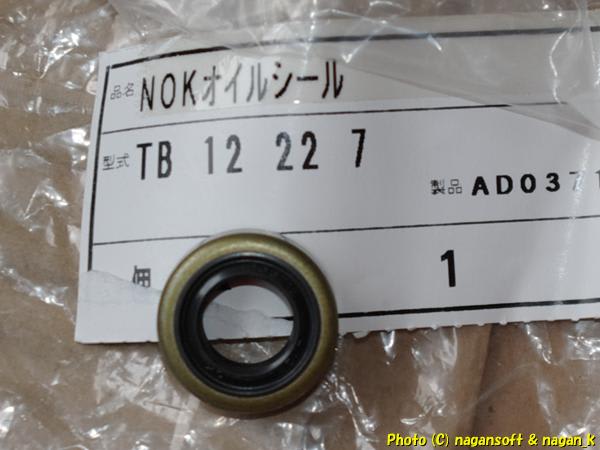 品名 NOKオイルシール
型式 TB 12 22 7
製品 AD0371
1
Photo (C) nagansoft & nagan_K